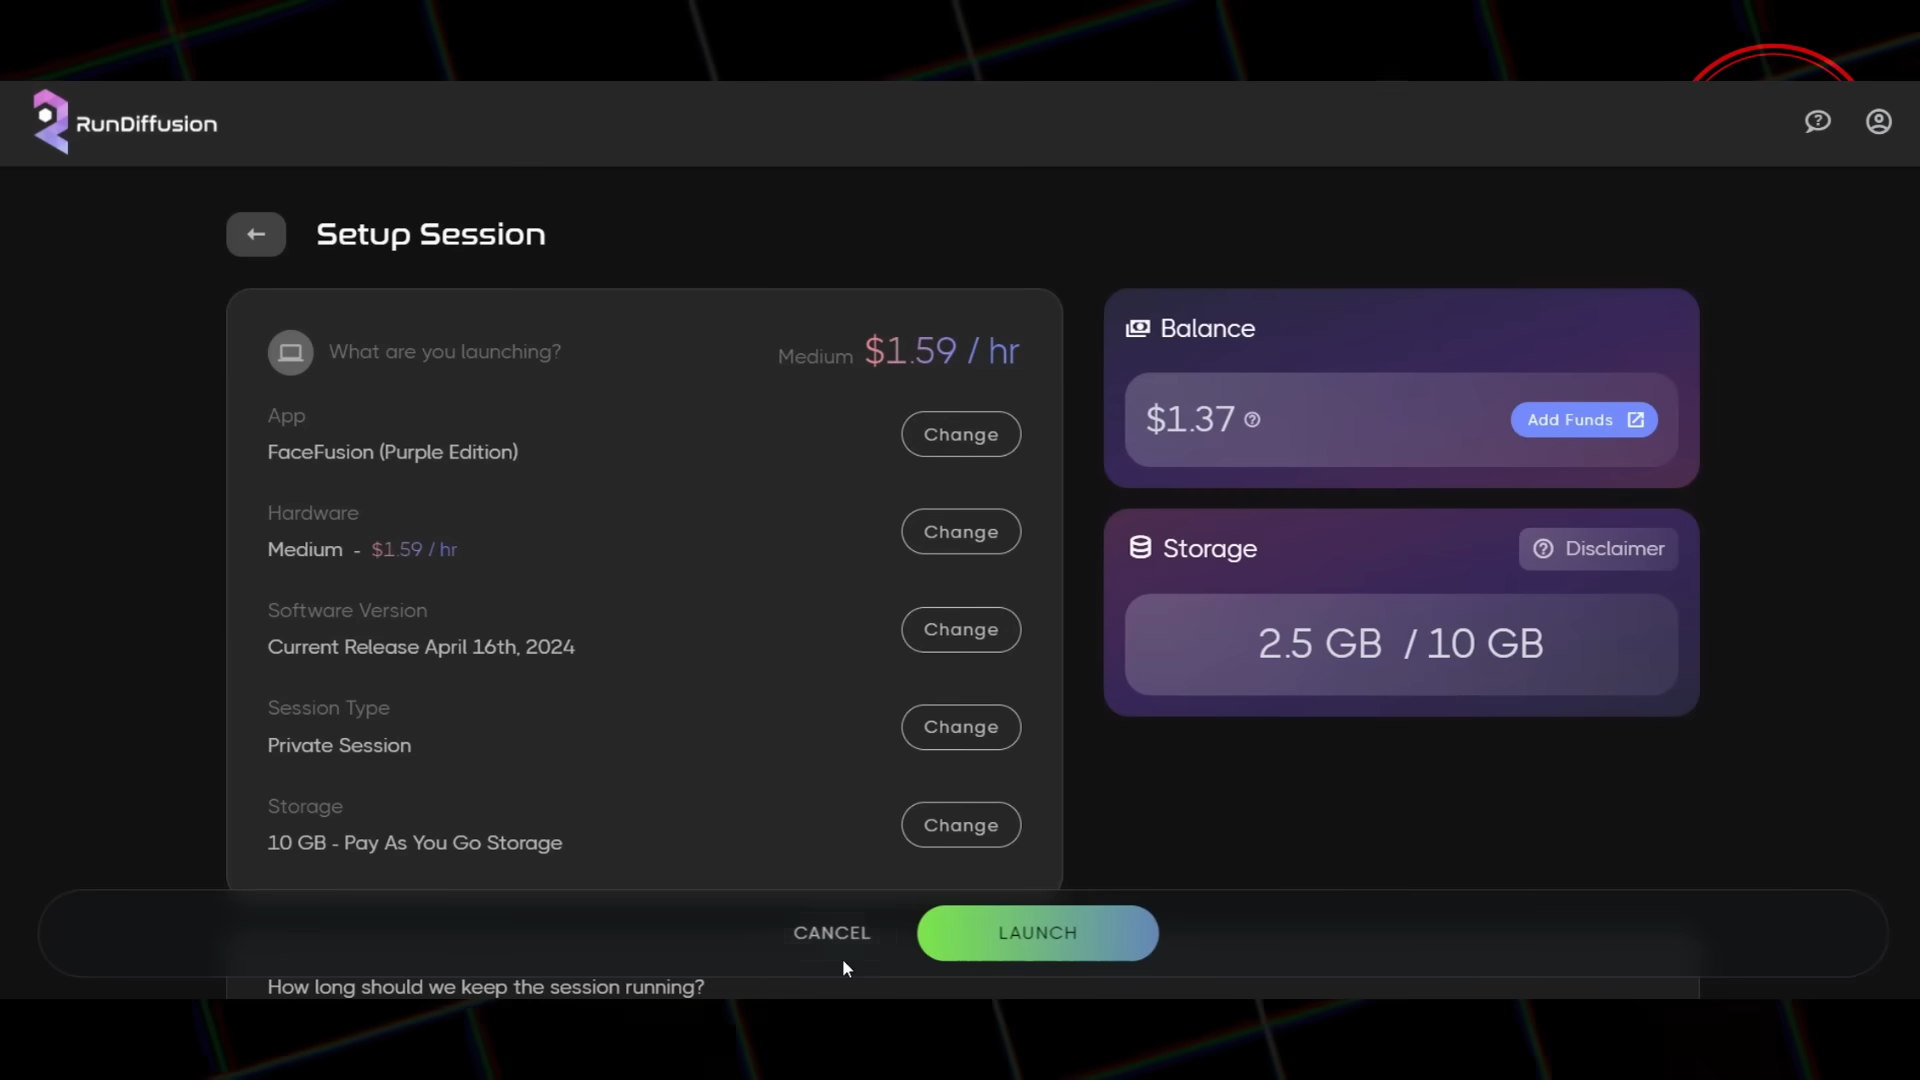 RunDiffusion
Setup Session
What are you launching?
Medium $1.59 / hr
App
FaceFusion (Purple Edition)
Change
Hardware
Medium - $1.59 / hr
Change
Software Version
Current Release April 16th, 2024
Change
Session Type
Private Session
Change
Storage
10 GB - Pay As You Go Storage
Change
Balance
$1.37
Add Funds
Storage
Disclaimer
2.5 GB / 10 GB
CANCEL
LAUNCH
How long should we keep the session running?